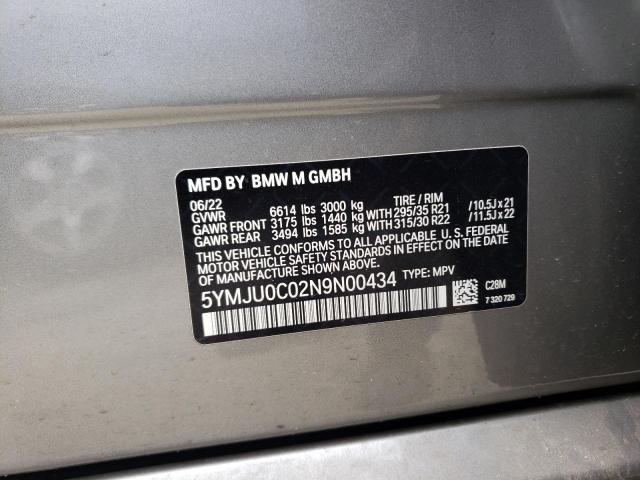 MFD BY BMW M GMBH
06/22 TIRE / RIM
GVWR 6614 lbs 3000 kg
GAWR FRONT 3175 lbs 1440 kg WITH 295/35 R21 /10.5J x 21
GAWR REAR 3494 lbs 1585 kg WITH 315/30 R22 /11.5J x 22
THIS VEHICLE CONFORMS TO ALL APPLICABLE U. S. FEDERAL
MOTOR VEHICLE SAFETY STANDARDS IN EFFECT ON THE DATE
OF MANUFACTURE SHOWN ABOVE.
5YMJU0C02N9N00434 TYPE: MPV
C28M
7 320 729